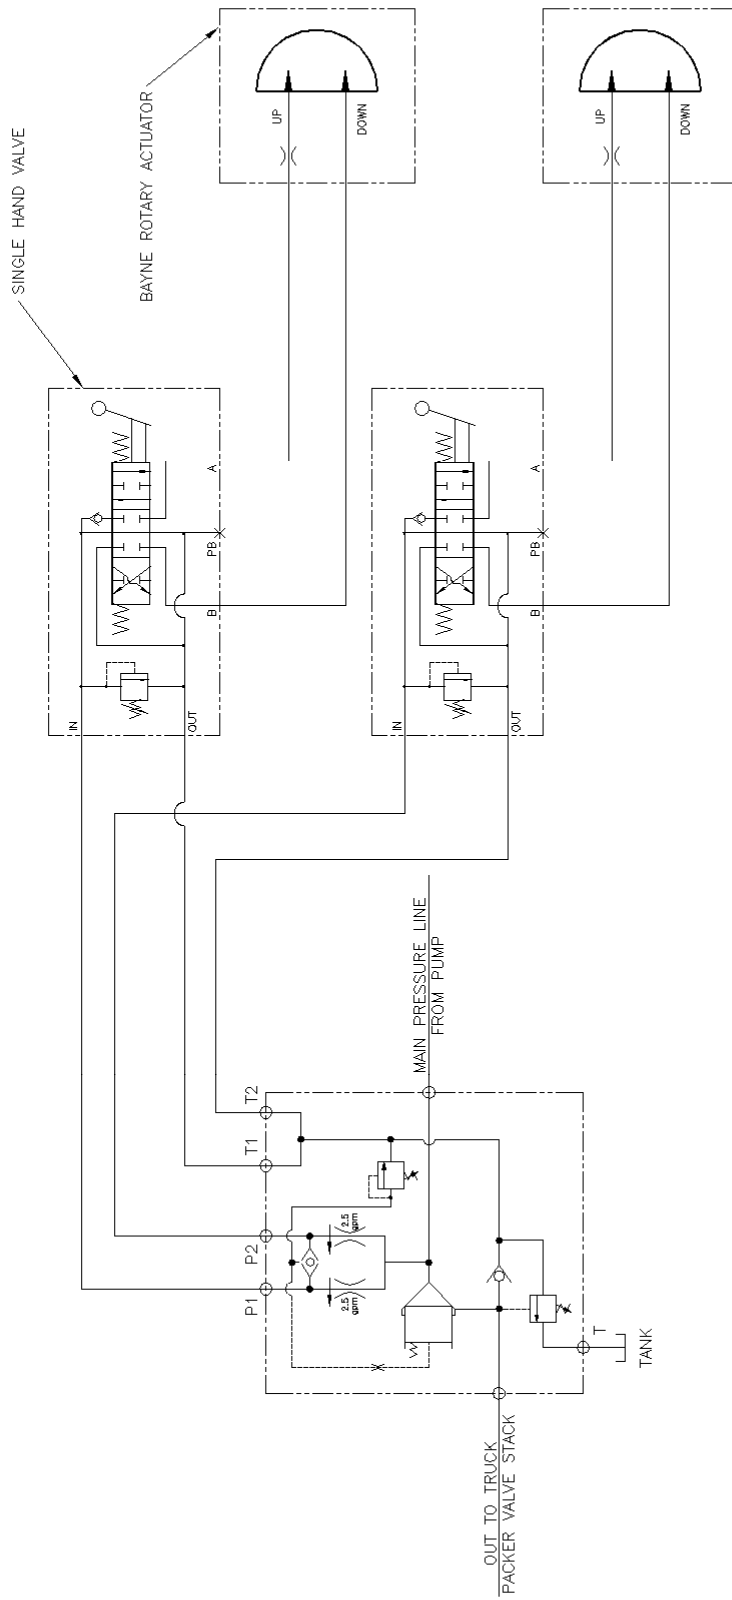 SINGLE HAND VALVE
BAYNE ROTARY ACTUATOR
UP
DOWN
UP
DOWN
A
PB
B
IN
OUT
A
PB
B
IN
OUT
MAIN PRESSURE LINE
FROM PUMP
T2
T1
P2
P1
2.5
gpm
2.5
gpm
T
TANK
OUT TO TRUCK
PACKER VALVE STACK